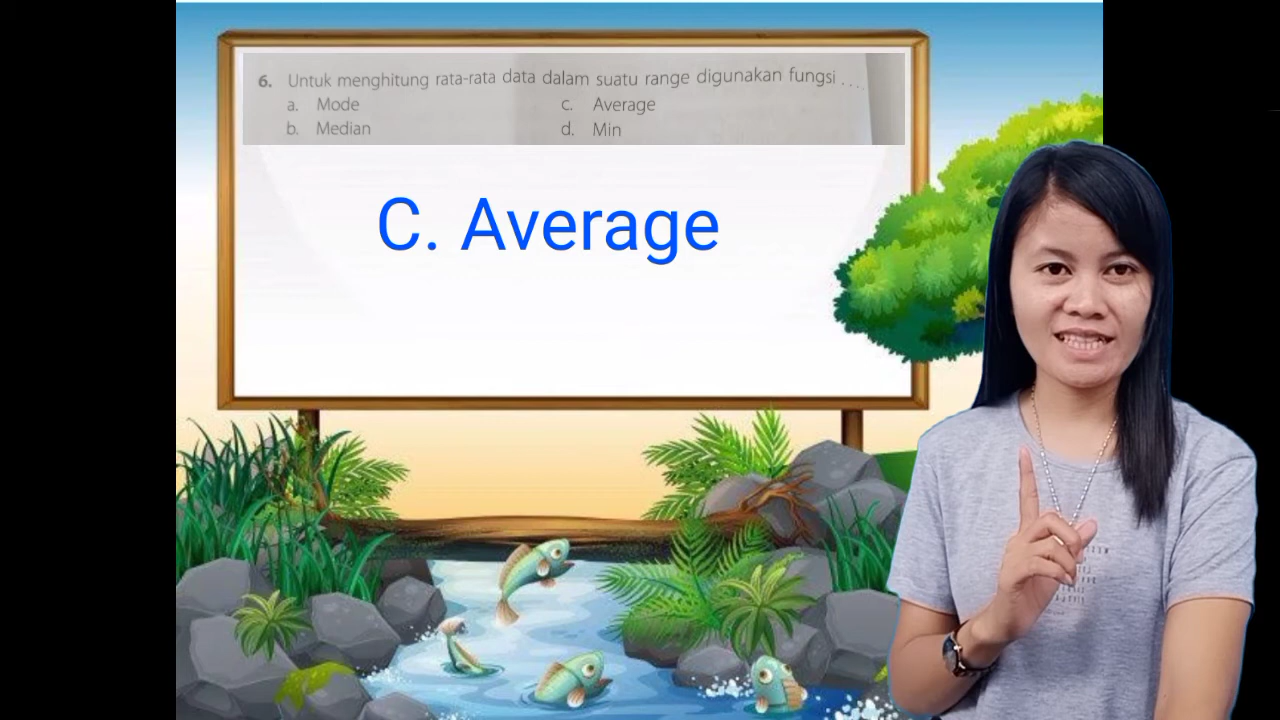 6. Untuk menghitung rata-rata data dalam suatu range digunakan fungsi ....
a. Mode c. Average
b. Median d. Min
C. Average